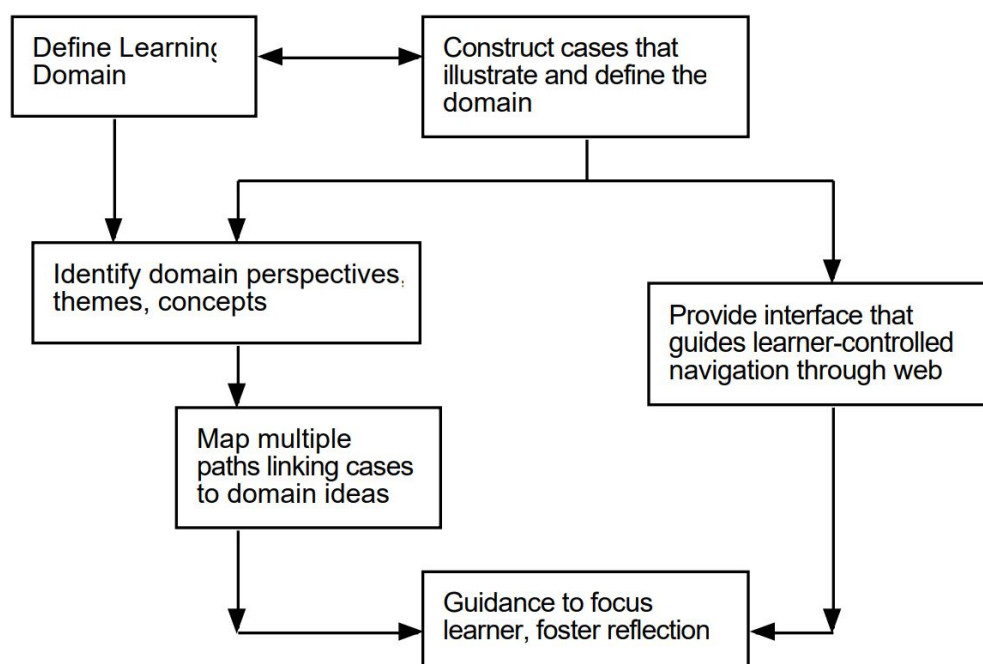 Define Learning
Domain
Construct cases that
illustrate and define the
domain
Identify domain perspectives,
themes, concepts
Provide interface that
guides learner-controlled
navigation through web
Map multiple
paths linking cases
to domain ideas
Guidance to focus
learner, foster reflection